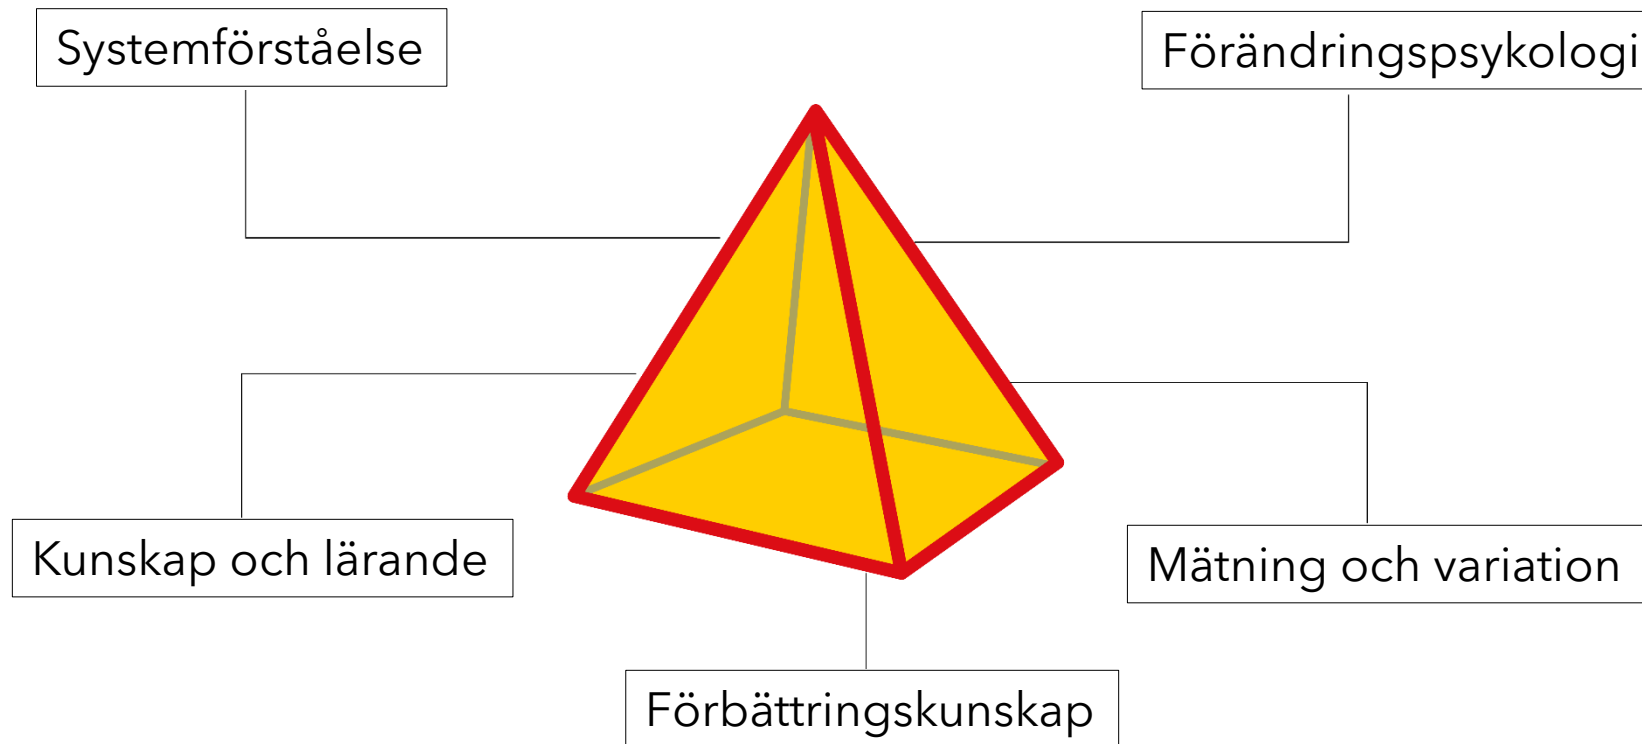 Systemförståelse
Förändringspsykologi
Kunskap och lärande
Mätning och variation
Förbättringskunskap